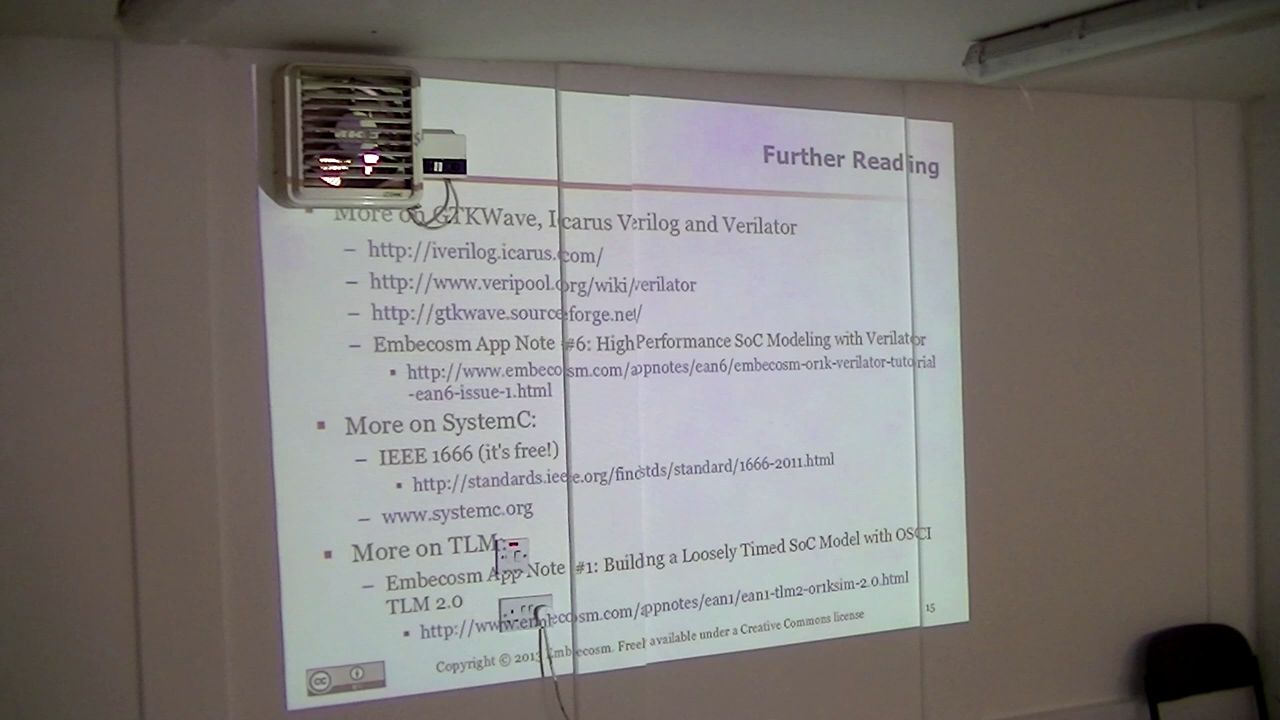 Further Reading
More on GTKWave, Icarus Verilog and Verilator
– http://iverilog.icarus.com/
– http://www.veripool.org/wiki/verilator
– http://gtkwave.sourceforge.net/
– Embecosm App Note #6: High Performance SoC Modeling with Verilator
http://www.embecosm.com/appnotes/ean6/embecosm-or1k-verilator-tutorial
-ean6-issue-1.html
More on SystemC:
– IEEE 1666 (it's free!)
http://standards.ieee.org/findstds/standard/1666-2011.html
– www.systemc.org
More on TLM:
– Embecosm App Note #1: Building a Loosely Timed SoC Model with OSCI
TLM 2.0
http://www.embecosm.com/appnotes/ean1/ean1-tlm2-or1ksim-2.0.html
15
Copyright © 2013 Embecosm. Freely available under a Creative Commons license
cc